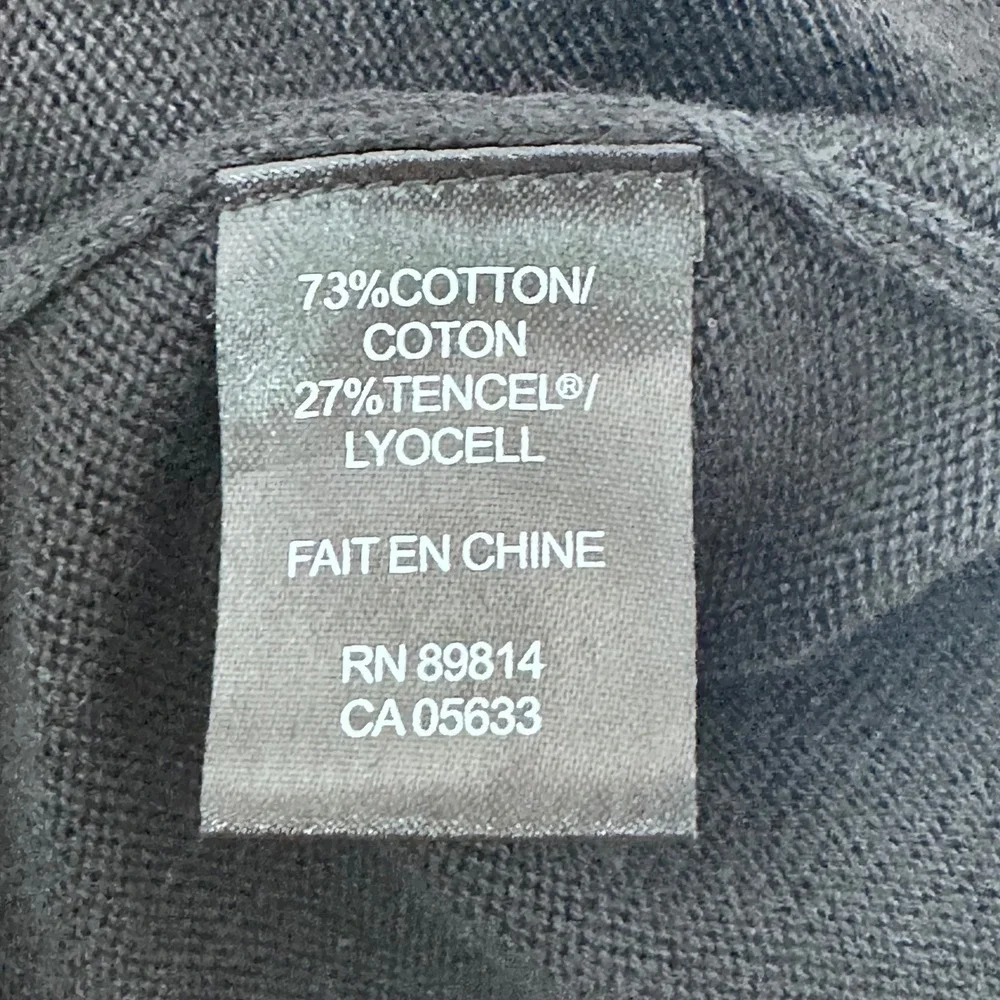 73%COTTON/
COTON
27%TENCEL®/
LYOCELL
FAIT EN CHINE
RN 89814
CA 05633